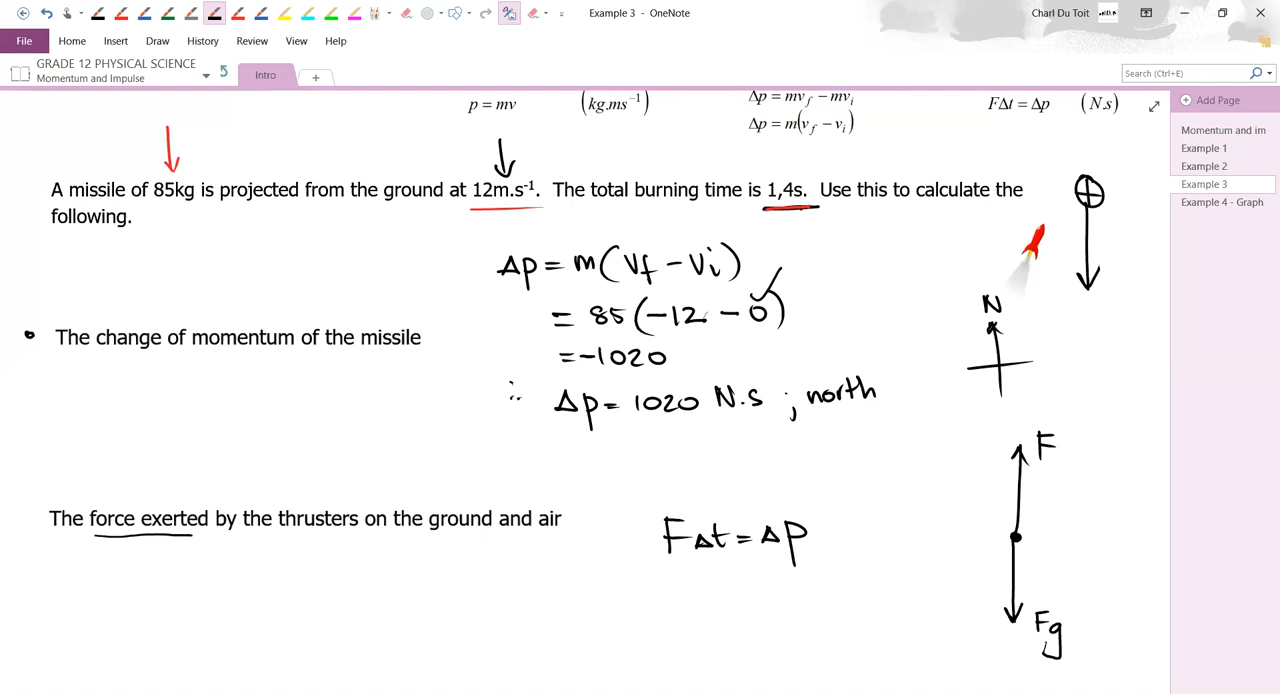 Example 3 - OneNote
Charl Du Toit
File Home Insert Draw History Review View Help
GRADE 12 PHYSICAL SCIENCE
Momentum and Impulse
Intro
+
Search (Ctrl+E)
Add Page
Momentum and im
Example 1
Example 2
Example 3
Example 4 - Graph
p = mv (kg.ms⁻¹) Δp = mv_f − mv_i FΔt = Δp (N.s)
Δp = m(v_f − v_i)
A missile of 85kg is projected from the ground at 12m.s⁻¹. The total burning time is 1,4s. Use this to calculate the
following.
Δp = m(Vf − Vi)
= 85(−12 − 0)
N
• The change of momentum of the missile
= −1020
∴ Δp = 1020 N.s ; north
F
The force exerted by the thrusters on the ground and air
FΔt = Δp
Fg